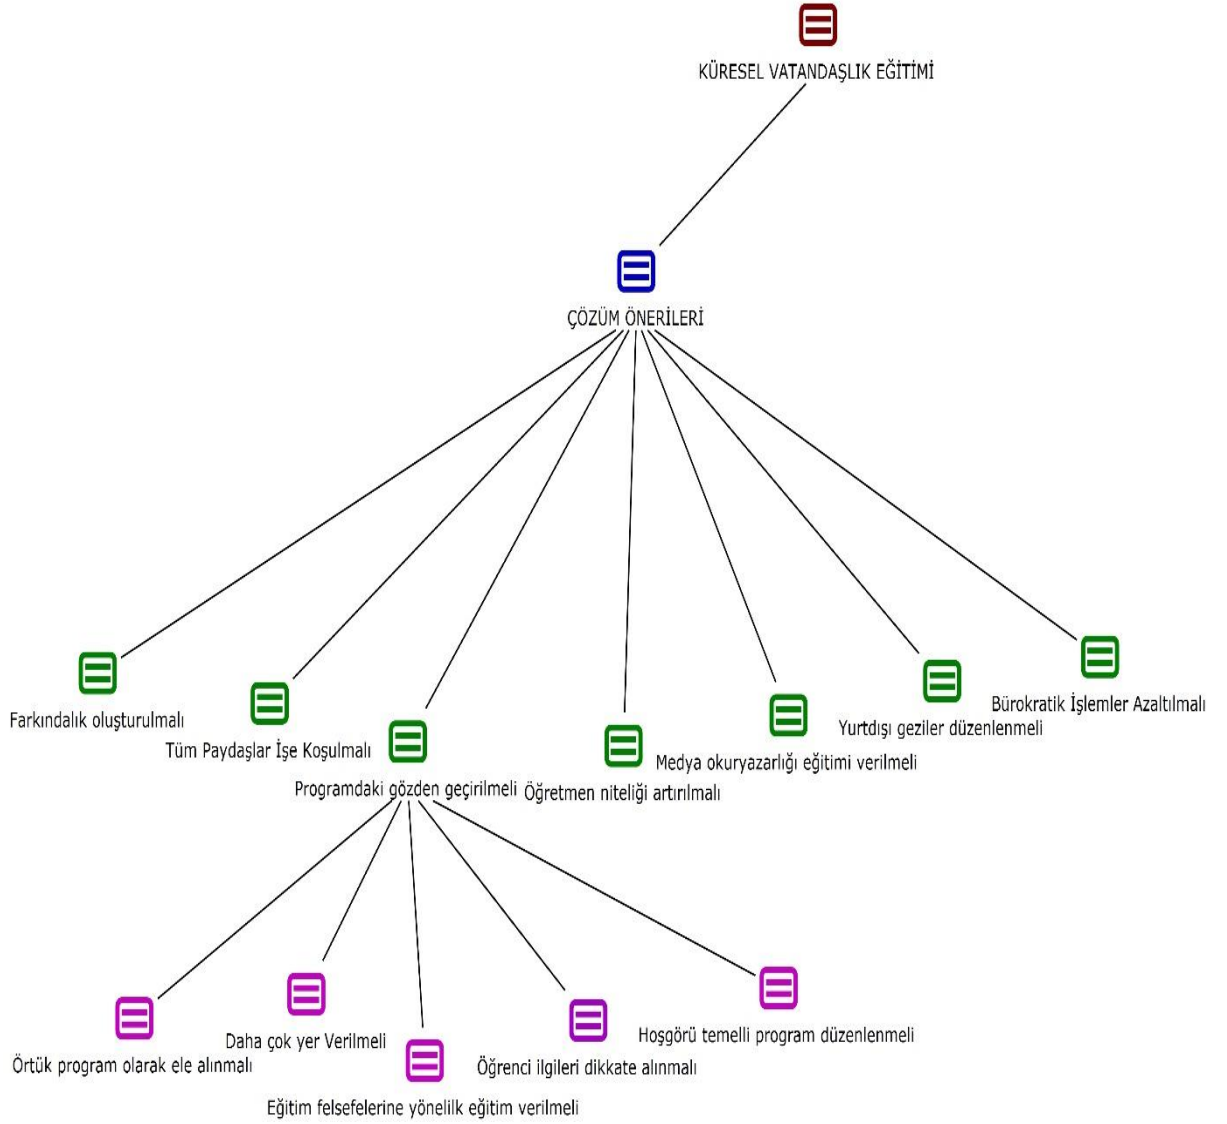 KÜRESEL VATANDAŞLIK EĞİTİMİ
ÇÖZÜM ÖNERİLERİ
Farkındalık oluşturulmalı
Tüm Paydaşlar İşe Koşulmalı
Programdaki gözden geçirilmeli
Öğretmen niteliği artırılmalı
Medya okuryazarlığı eğitimi verilmeli
Yurtdışı geziler düzenlenmeli
Bürokratik İşlemler Azaltılmalı
Örtük program olarak ele alınmalı
Daha çok yer Verilmeli
Eğitim felsefelerine yönelilk eğitim verilmeli
Öğrenci ilgileri dikkate alınmalı
Hoşgörü temelli program düzenlenmeli